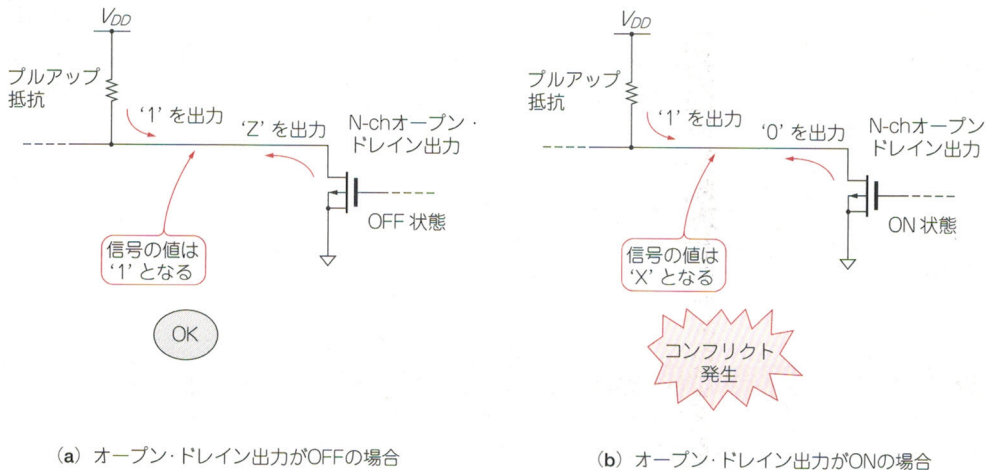 VDD
プルアップ
抵抗
‘1’ を出力
‘Z’ を出力
N-chオープン・
ドレイン出力
OFF 状態
信号の値は
‘1’ となる
OK
(a) オープン・ドレイン出力がOFFの場合
VDD
プルアップ
抵抗
‘1’ を出力
‘0’ を出力
N-chオープン
ドレイン出力
ON 状態
信号の値は
‘X’ となる
コンフリクト
発生
(b) オープン・ドレイン出力がONの場合